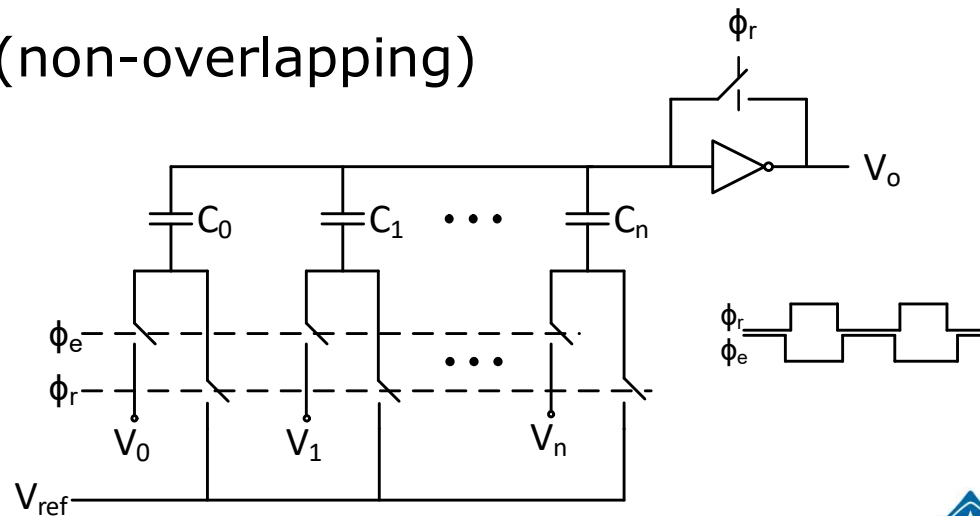 (non-overlapping)
ϕr
Vo
C0
C1
• • •
Cn
ϕe
• • •
ϕr
ϕr
ϕe
V0
V1
Vn
Vref